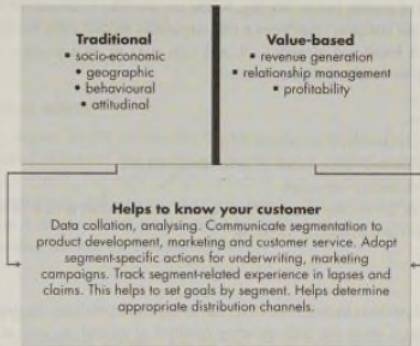 Traditional
• socio-economic
• geographic
• behavioural
• attitudinal
Value-based
• revenue generation
• relationship management
• profitability
Helps to know your customer
Data collation, analysing. Communicate segmentation to
product development, marketing and customer service. Adopt
segment-specific actions for underwriting, marketing
campaigns. Track segment-related experience in lapses and
claims. This helps to set goals by segment. Helps determine
appropriate distribution channels.